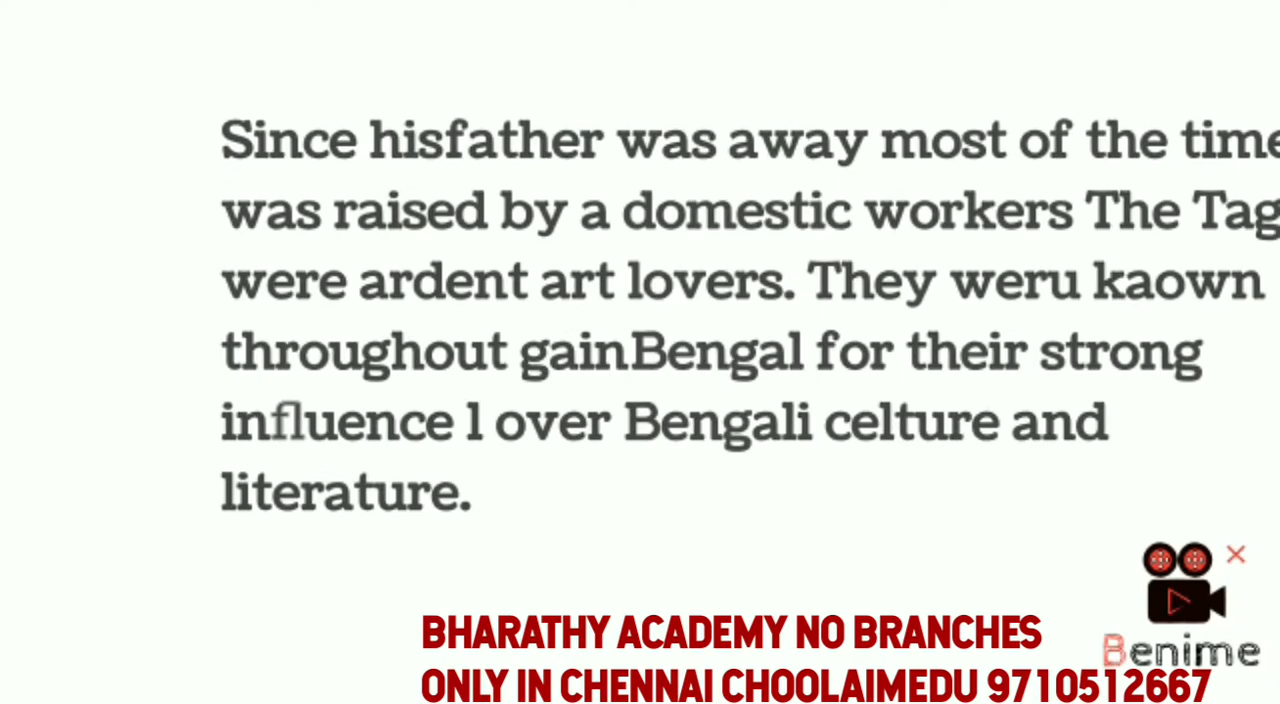 Since hisfather was away most of the time
was raised by a domestic workers The Tag
were ardent art lovers. They weru kaown
throughout gainBengal for their strong
influence l over Bengali celture and
literature.
Benime
BHARATHY ACADEMY NO BRANCHES
ONLY IN CHENNAI CHOOLAIMEDU 9710512667